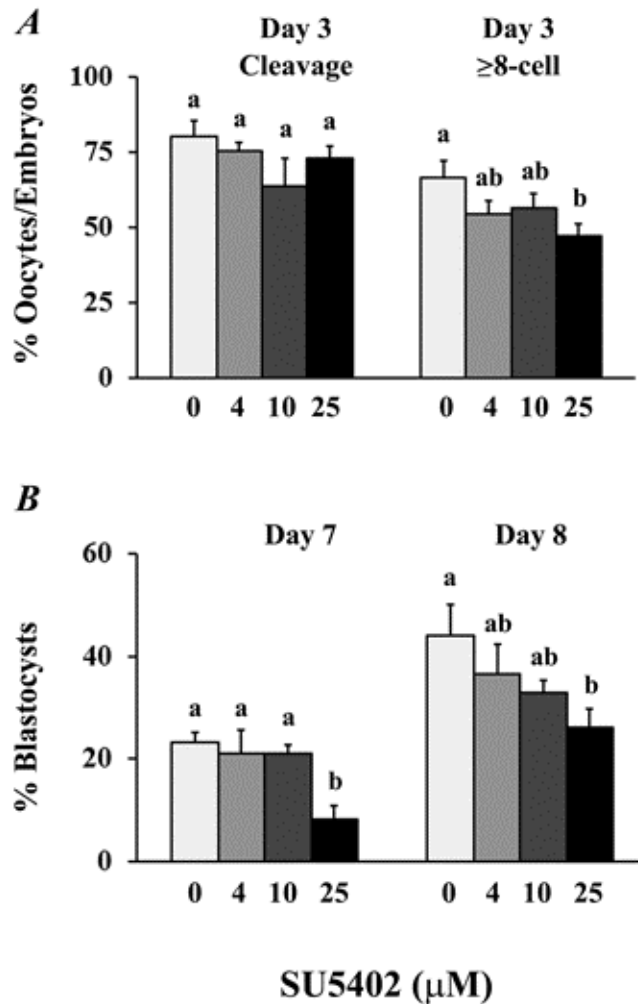 A
Day 3
Cleavage
Day 3
≥8-cell
% Oocytes/Embryos
100
75
50
25
0
a a a a
a ab ab b
0 4 10 25
0 4 10 25
B
Day 7
Day 8
% Blastocysts
60
40
20
0
a a a b
a ab ab b
0 4 10 25
0 4 10 25
SU5402 (μM)